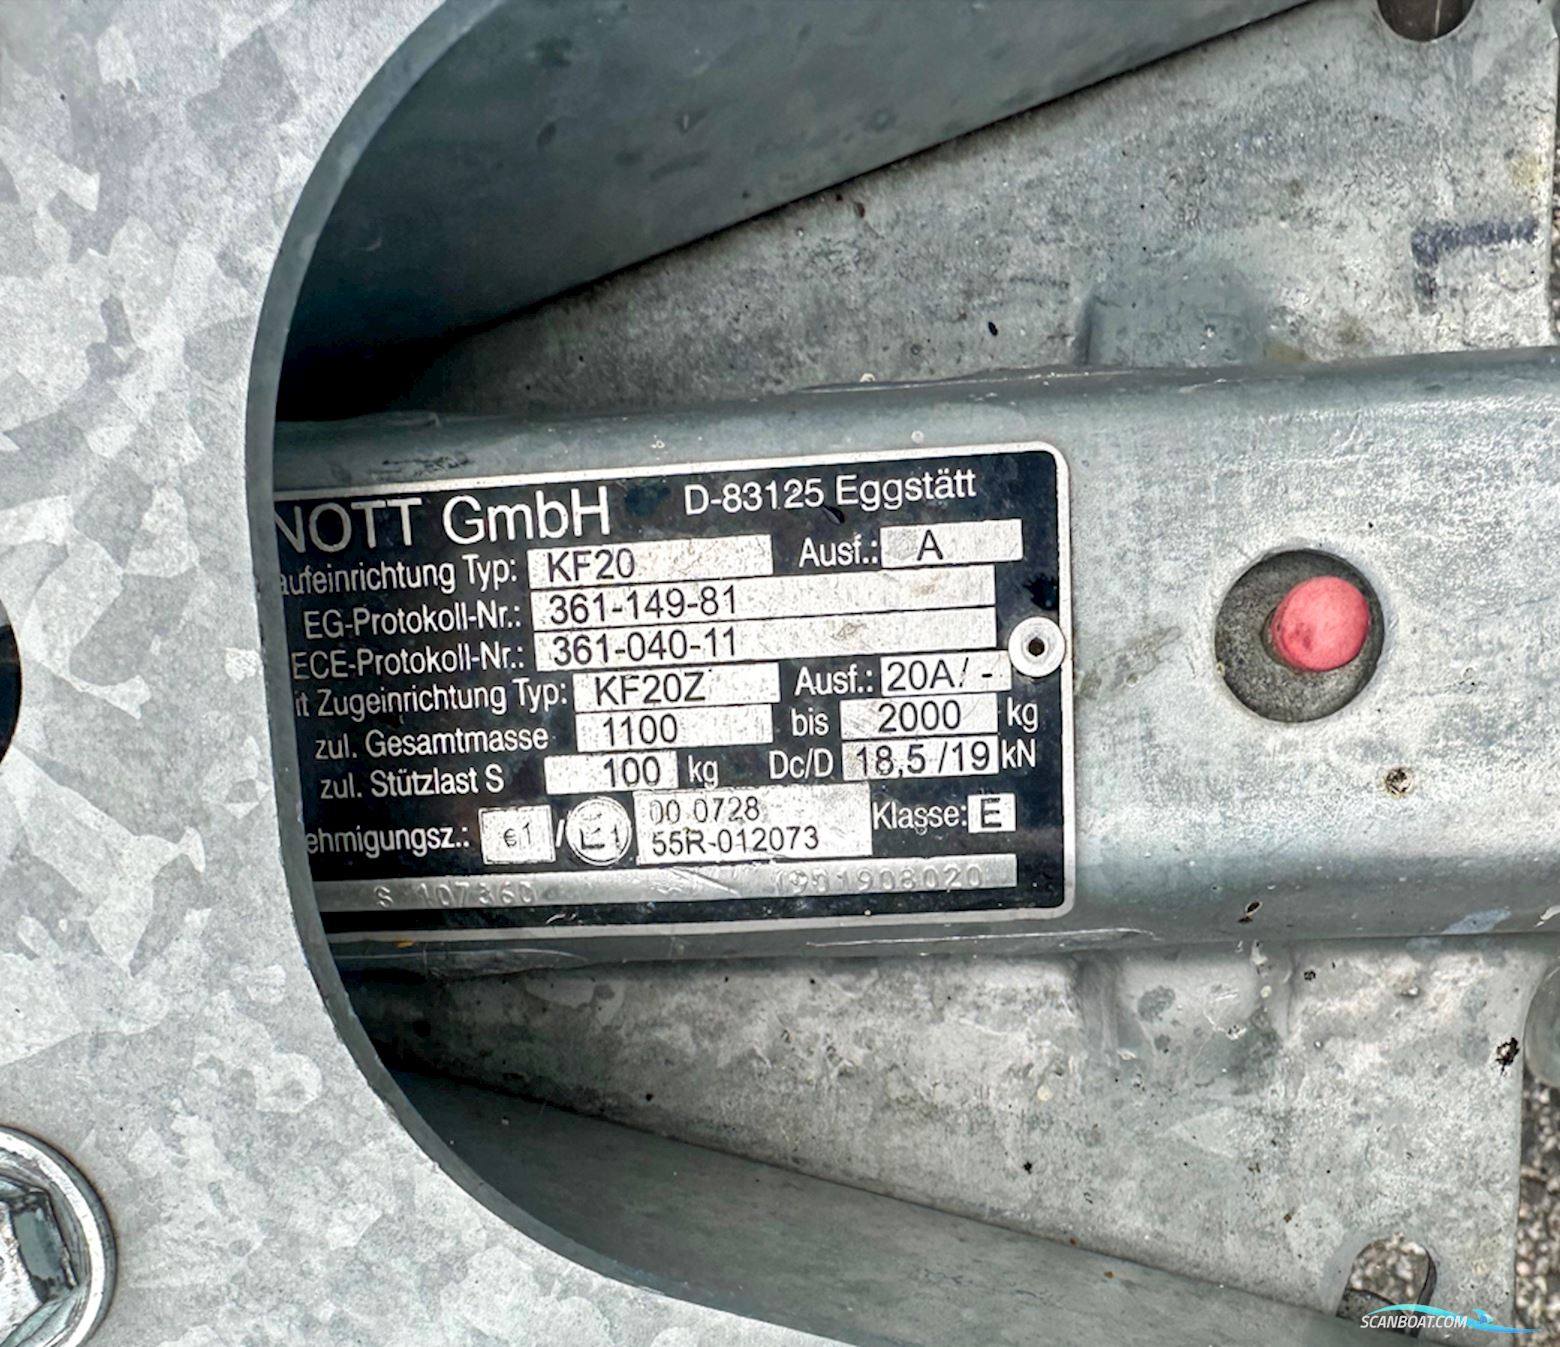 NOTT GmbH D-83125 Eggstätt
aufeinrichtung Typ: KF20 Ausf.: A
EG-Protokoll-Nr.: 361-149-81
ECE-Protokoll-Nr.: 361-040-11
it Zugeinrichtung Typ: KF20Z Ausf.: 20A/ -
zul. Gesamtmasse 1100 bis 2000 kg
zul. Stützlast S 100 kg Dc/D 18,5 /19 kN
ehmigungsz.: e1 / E1 00 0728 Klasse: E
55R-012073
S 107360
SCANBOAT.COM